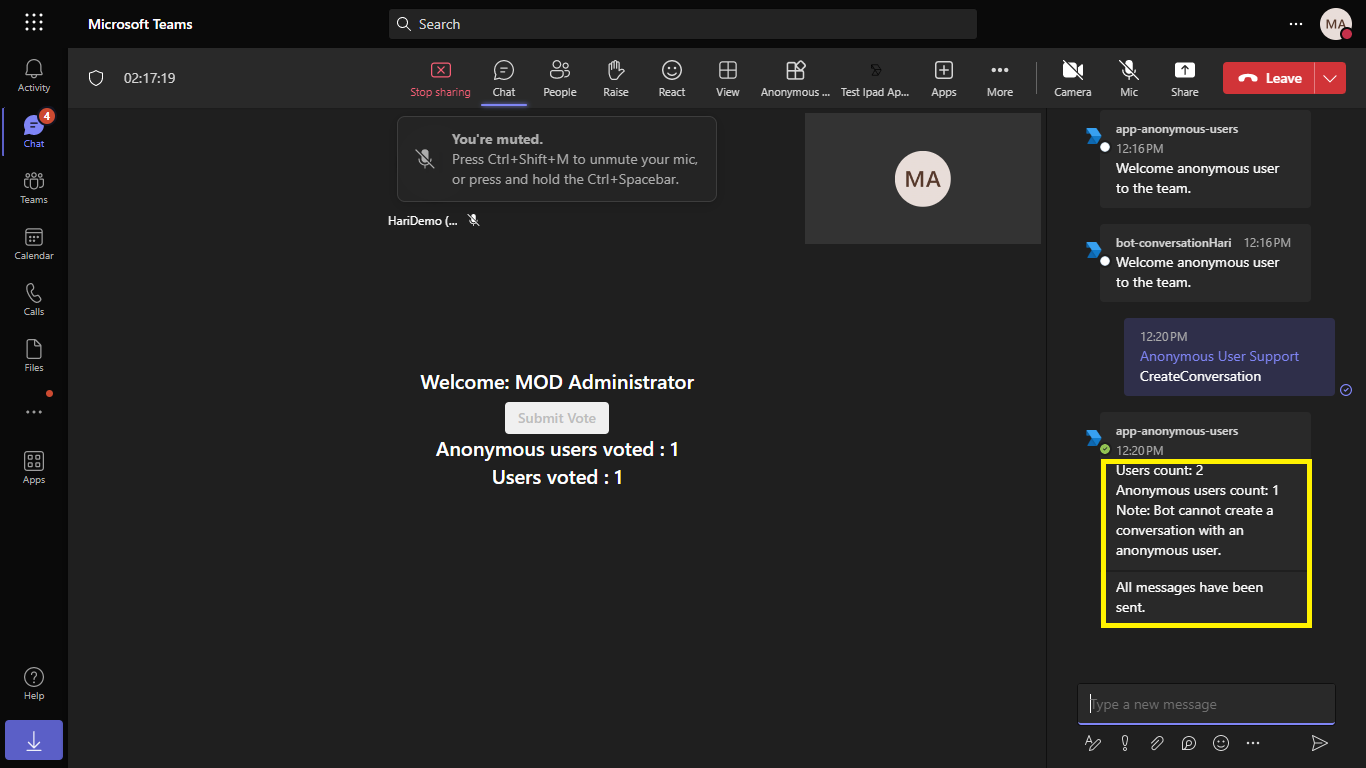 Microsoft Teams
Search
MA
Activity
4
Chat
Teams
Calendar
Calls
Files
Apps
Help
02:17:19
Stop sharing
Chat
People
Raise
React
View
Anonymous ...
Test Ipad Ap...
Apps
More
Camera
Mic
Share
Leave
You're muted.
Press Ctrl+Shift+M to unmute your mic,
or press and hold the Ctrl+Spacebar.
HariDemo (...
MA
Welcome: MOD Administrator
Submit Vote
Anonymous users voted : 1
Users voted : 1
app-anonymous-users
12:16 PM
Welcome anonymous user
to the team.
bot-conversationHari 12:16 PM
Welcome anonymous user
to the team.
12:20 PM
Anonymous User Support
CreateConversation
app-anonymous-users
12:20 PM
Users count: 2
Anonymous users count: 1
Note: Bot cannot create a
conversation with an
anonymous user.
All messages have been
sent.
Type a new message